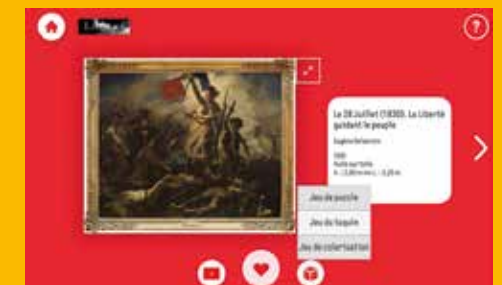 ?
Le 28 Juillet (1830). La Liberté
guidant le peuple
Eugène Delacroix
1830
Huile sur toile
Jeu de puzzle
Jeu du taquin
Jeu de colorisation